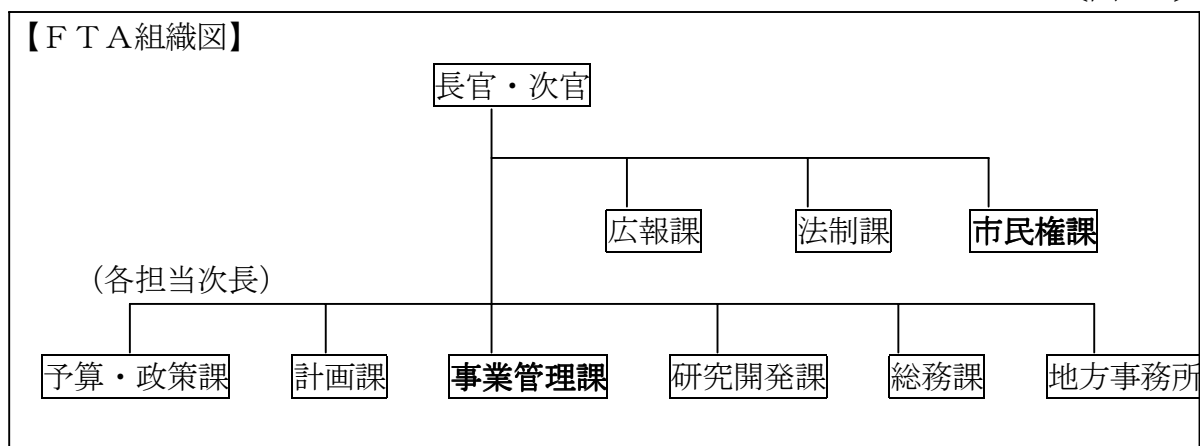 【ＦＴＡ組織図】
長官・次官
広報課 法制課 市民権課
（各担当次長）
予算・政策課 計画課 事業管理課 研究開発課 総務課 地方事務所